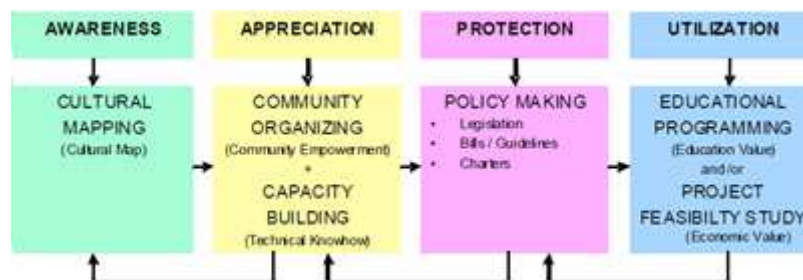 AWARENESS
APPRECIATION
PROTECTION
UTILIZATION
CULTURAL
MAPPING
(Cultural Map)
COMMUNITY
ORGANIZING
(Community Empowerment)
+
CAPACITY
BUILDING
(Technical Knowhow)
POLICY MAKING
• Legislation
• Bills / Guidelines
• Charters
EDUCATIONAL
PROGRAMMING
(Education Value)
and/or
PROJECT
FEASIBILTY STUDY
(Economic Value)